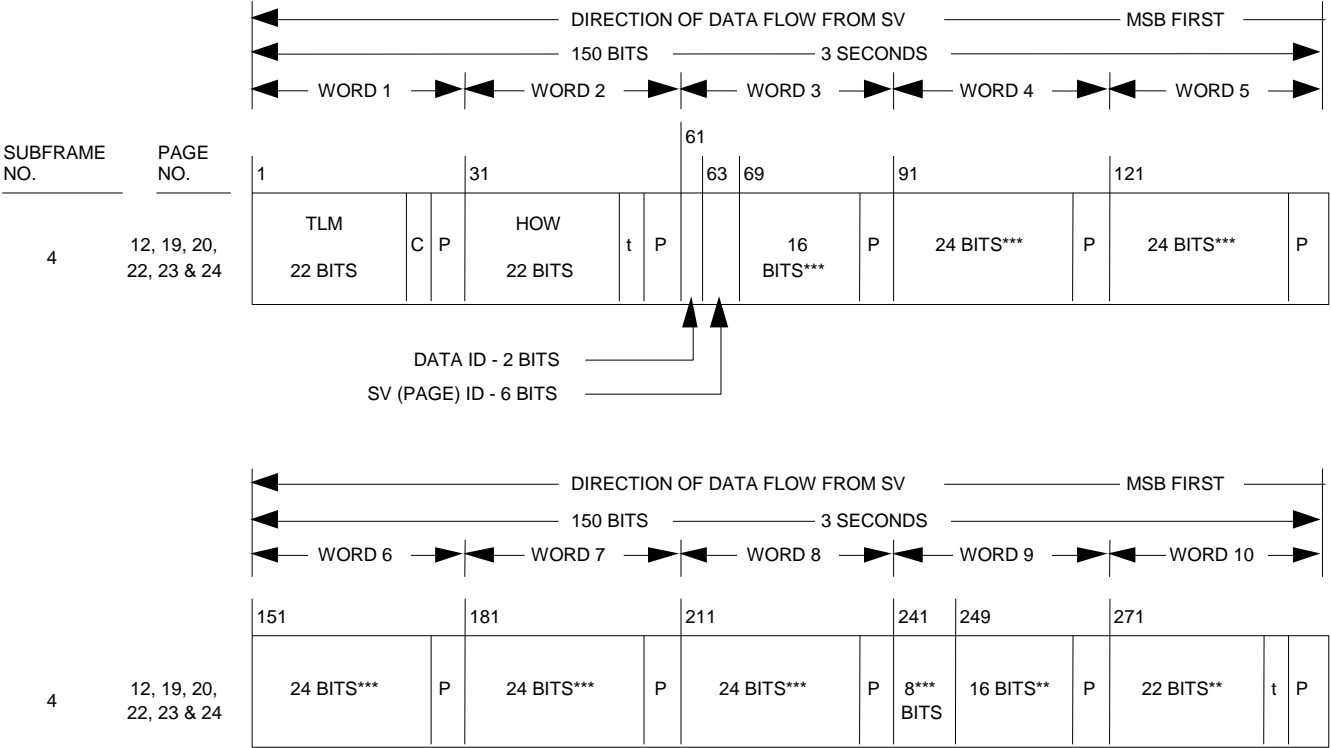 DIRECTION OF DATA FLOW FROM SV MSB FIRST
150 BITS 3 SECONDS
WORD 1 WORD 2 WORD 3 WORD 4 WORD 5
SUBFRAME NO.
PAGE NO.
1 31 61 63 69 91 121
4
12, 19, 20,
22, 23 & 24
TLM
22 BITS
C
P
HOW
22 BITS
t
P
16
BITS***
P
24 BITS***
P
24 BITS***
P
DATA ID - 2 BITS
SV (PAGE) ID - 6 BITS
DIRECTION OF DATA FLOW FROM SV MSB FIRST
150 BITS 3 SECONDS
WORD 6 WORD 7 WORD 8 WORD 9 WORD 10
151 181 211 241 249 271
4
12, 19, 20,
22, 23 & 24
24 BITS***
P
24 BITS***
P
24 BITS***
P
8***
BITS
16 BITS**
P
22 BITS**
t
P